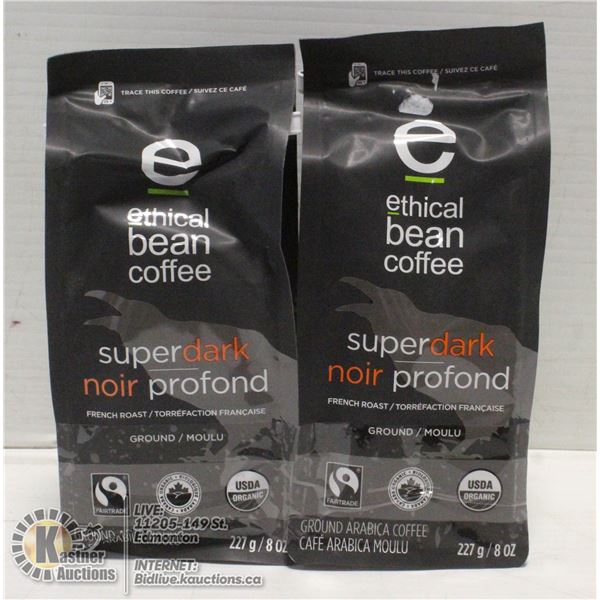 TRACE THIS COFFEE / SUIVEZ CE CAFÉ
e
ethical
bean
coffee
superdark
noir profond
FRENCH ROAST / TORRÉFACTION FRANÇAISE
GROUND / MOULU
FAIRTRADE
USDA
ORGANIC
227 g / 8 OZ
TRACE THIS COFFEE / SUIVEZ CE CAFÉ
e
ethical
bean
coffee
superdark
noir profond
FRENCH ROAST / TORRÉFACTION FRANÇAISE
GROUND / MOULU
FAIRTRADE
USDA
ORGANIC
GROUND ARABICA COFFEE
CAFÉ ARABICA MOULU
227 g / 8 OZ
Kastner
Auctions
LIVE:
11205-149 St.
Edmonton
INTERNET:
Bidlive.kauctions.ca